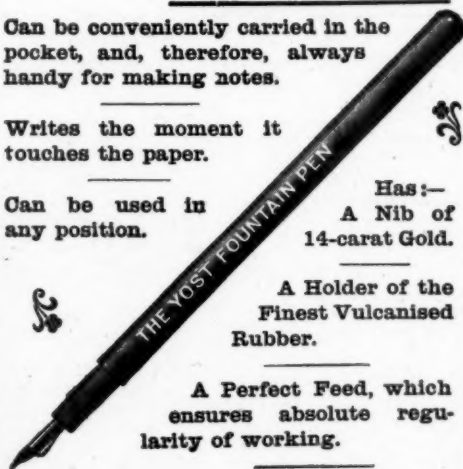 Can be conveniently carried in the
pocket, and, therefore, always
handy for making notes.
Writes the moment it
touches the paper.
Can be used in
any position.
THE YOST FOUNTAIN PEN
Has:—
A Nib of
14-carat Gold.
A Holder of the
Finest Vulcanised
Rubber.
A Perfect Feed, which
ensures absolute regu-
larity of working.